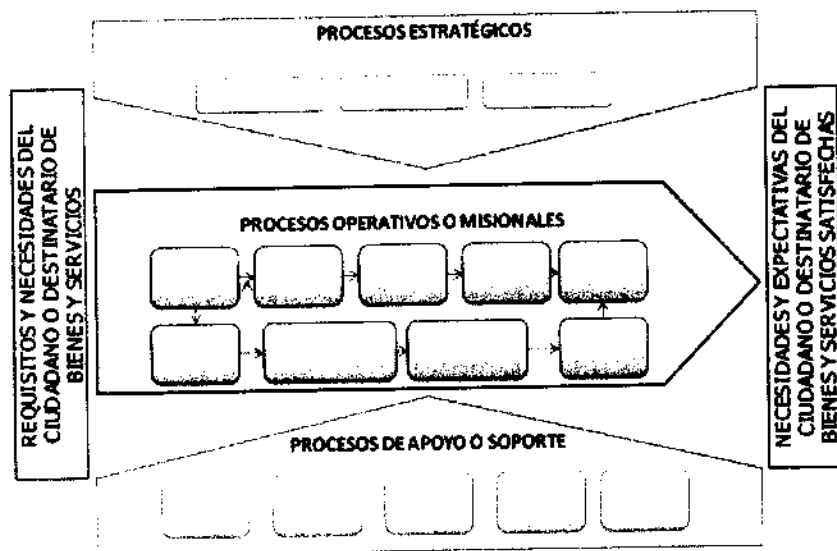 PROCESOS ESTRATÉGICOS
REQUISITOS Y NECESIDADES DEL
CIUDADANO O DESTINATARIO DE
BIENES Y SERVICIOS
PROCESOS OPERATIVOS O MISIONALES
PROCESOS DE APOYO O SOPORTE
NECESIDADES Y EXPECTATIVAS DEL
CIUDADANO O DESTINATARIO DE
BIENES Y SERVICIOS SATISFECHAS